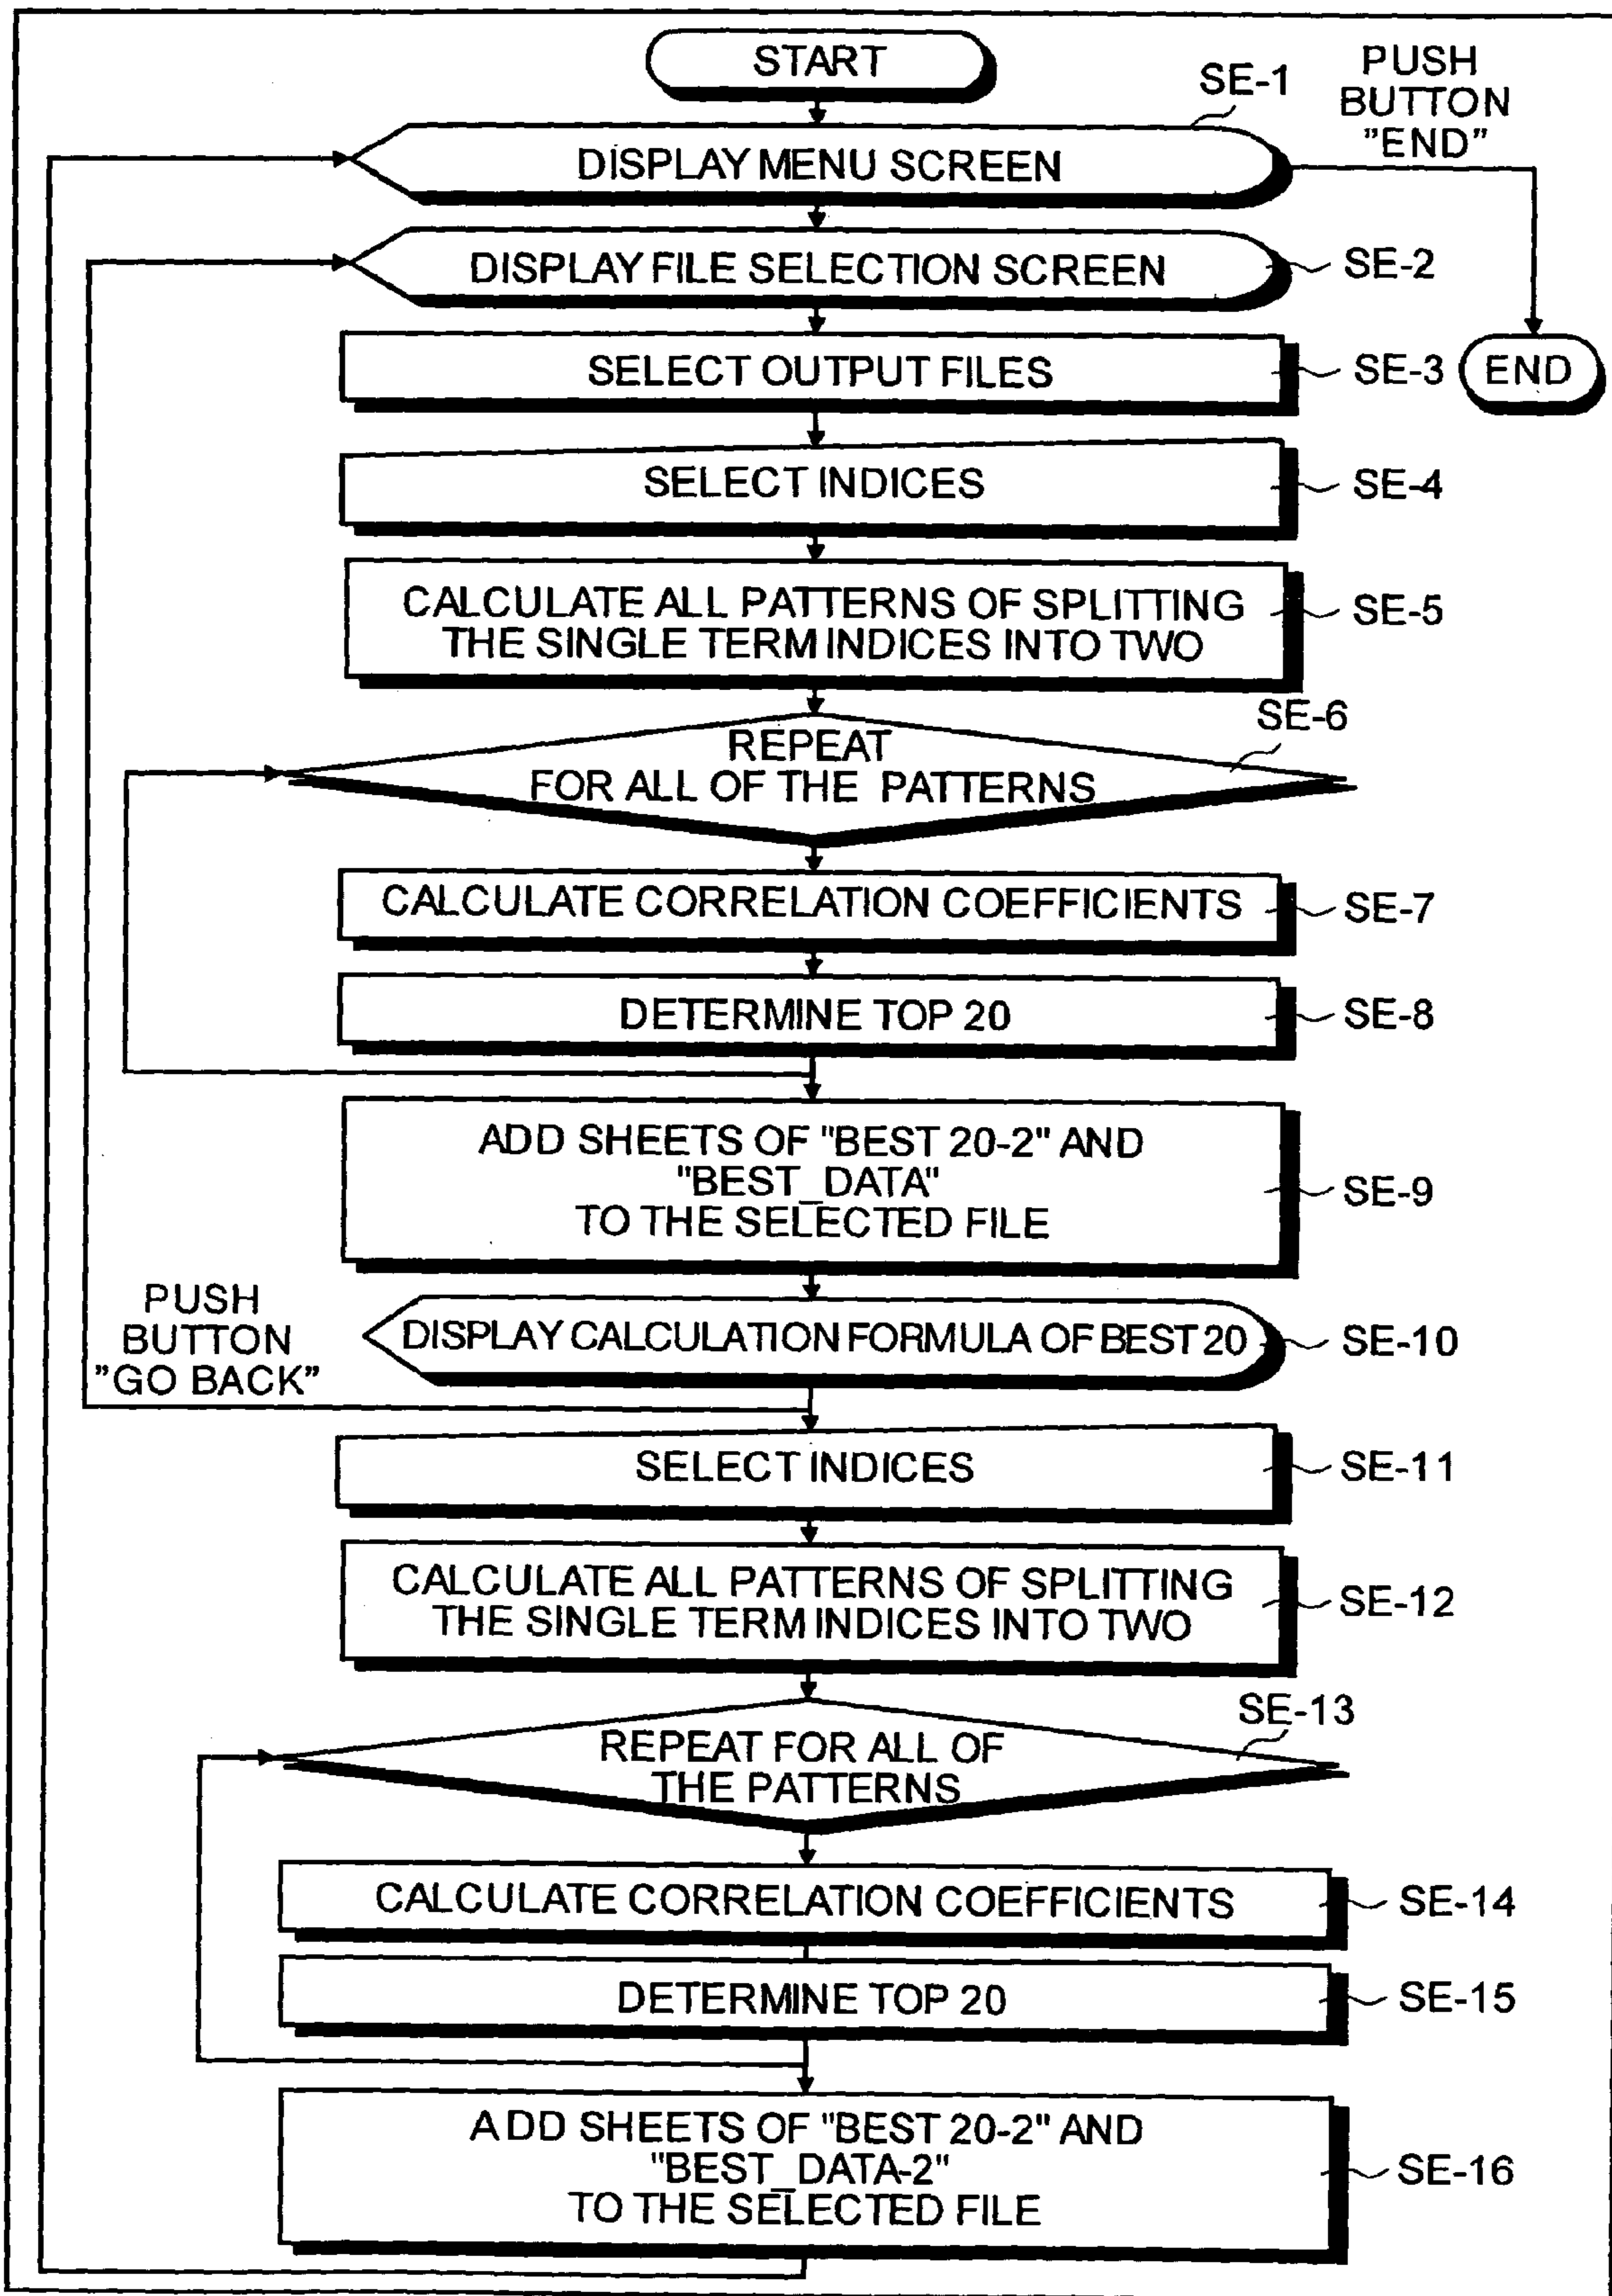 START
SE-1
PUSH
BUTTON
"END"
DISPLAY MENU SCREEN
DISPLAY FILE SELECTION SCREEN
SE-2
SELECT OUTPUT FILES
SE-3
END
SELECT INDICES
SE-4
CALCULATE ALL PATTERNS OF SPLITTING
THE SINGLE TERM INDICES INTO TWO
SE-5
SE-6
REPEAT
FOR ALL OF THE PATTERNS
CALCULATE CORRELATION COEFFICIENTS
SE-7
DETERMINE TOP 20
SE-8
ADD SHEETS OF "BEST 20-2" AND
"BEST_DATA"
TO THE SELECTED FILE
SE-9
PUSH
BUTTON
"GO BACK"
DISPLAY CALCULATION FORMULA OF BEST 20
SE-10
SELECT INDICES
SE-11
CALCULATE ALL PATTERNS OF SPLITTING
THE SINGLE TERM INDICES INTO TWO
SE-12
SE-13
REPEAT FOR ALL OF
THE PATTERNS
CALCULATE CORRELATION COEFFICIENTS
SE-14
DETERMINE TOP 20
SE-15
ADD SHEETS OF "BEST 20-2" AND
"BEST_DATA-2"
TO THE SELECTED FILE
SE-16